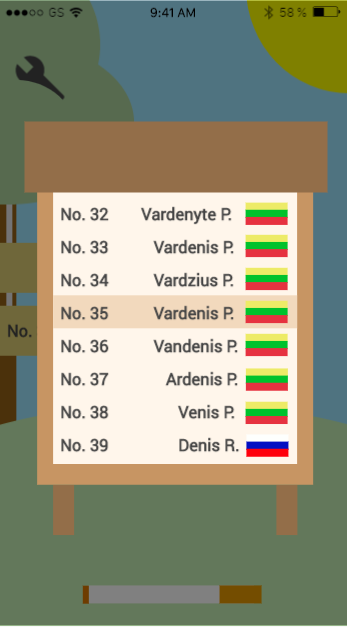 GS 9:41 AM 58 %
No. 32 Vardenyte P.
No. 33 Vardenis P.
No. 34 Vardzius P.
No. 35 Vardenis P.
No.
No. 36 Vandenis P.
No. 37 Ardenis P.
No. 38 Venis P.
No. 39 Denis R.